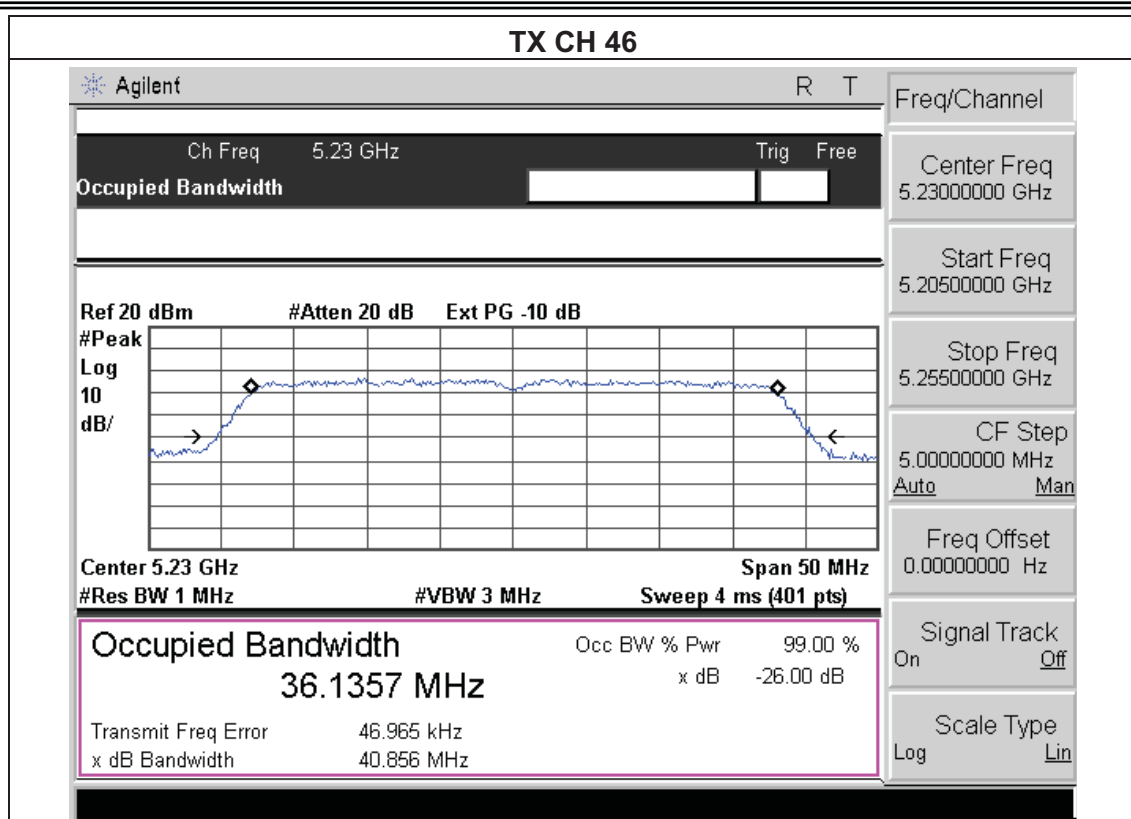 TX CH 46
Agilent R T
Freq/Channel
Ch Freq 5.23 GHz Trig Free
Occupied Bandwidth
Center Freq
5.23000000 GHz
Start Freq
5.20500000 GHz
Ref 20 dBm #Atten 20 dB Ext PG -10 dB
#Peak
Log
10
dB/
Stop Freq
5.25500000 GHz
CF Step
5.00000000 MHz
Auto Man
Freq Offset
0.00000000 Hz
Center 5.23 GHz Span 50 MHz
#Res BW 1 MHz #VBW 3 MHz Sweep 4 ms (401 pts)
Occupied Bandwidth Occ BW % Pwr 99.00 %
36.1357 MHz x dB -26.00 dB
Transmit Freq Error 46.965 kHz
x dB Bandwidth 40.856 MHz
Signal Track
On Off
Scale Type
Log Lin